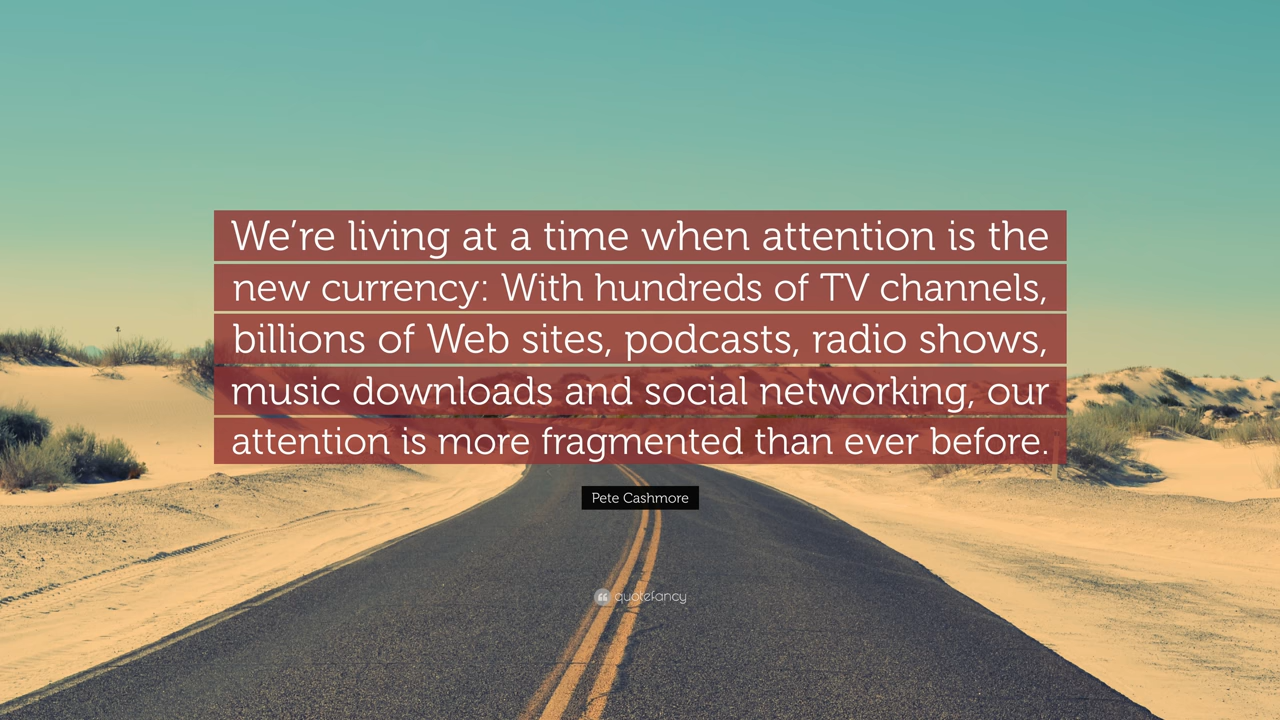 We’re living at a time when attention is the
new currency: With hundreds of TV channels,
billions of Web sites, podcasts, radio shows,
music downloads and social networking, our
attention is more fragmented than ever before.
Pete Cashmore
quotefancy